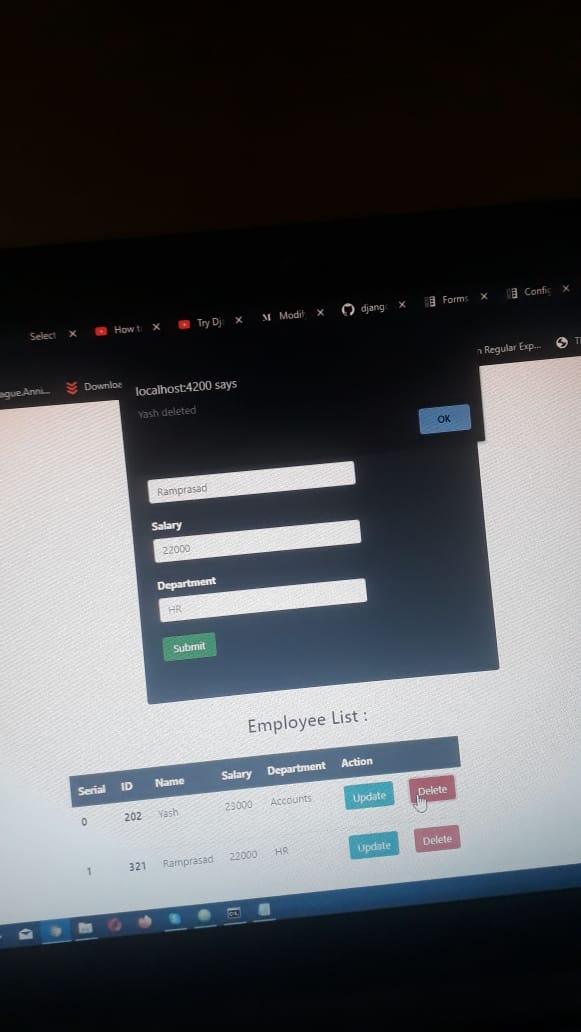 Select
How t
Try Dj
Modif
djang
Forms
Config
ague.Anni...
Downloa
localhost:4200 says
Yash deleted
OK
n Regular Exp...
Ramprasad
Salary
22000
Department
HR
Submit
Employee List :
Serial ID Name Salary Department Action
0 202 Yash 23000 Accounts Update Delete
1 321 Ramprasad 22000 HR Update Delete